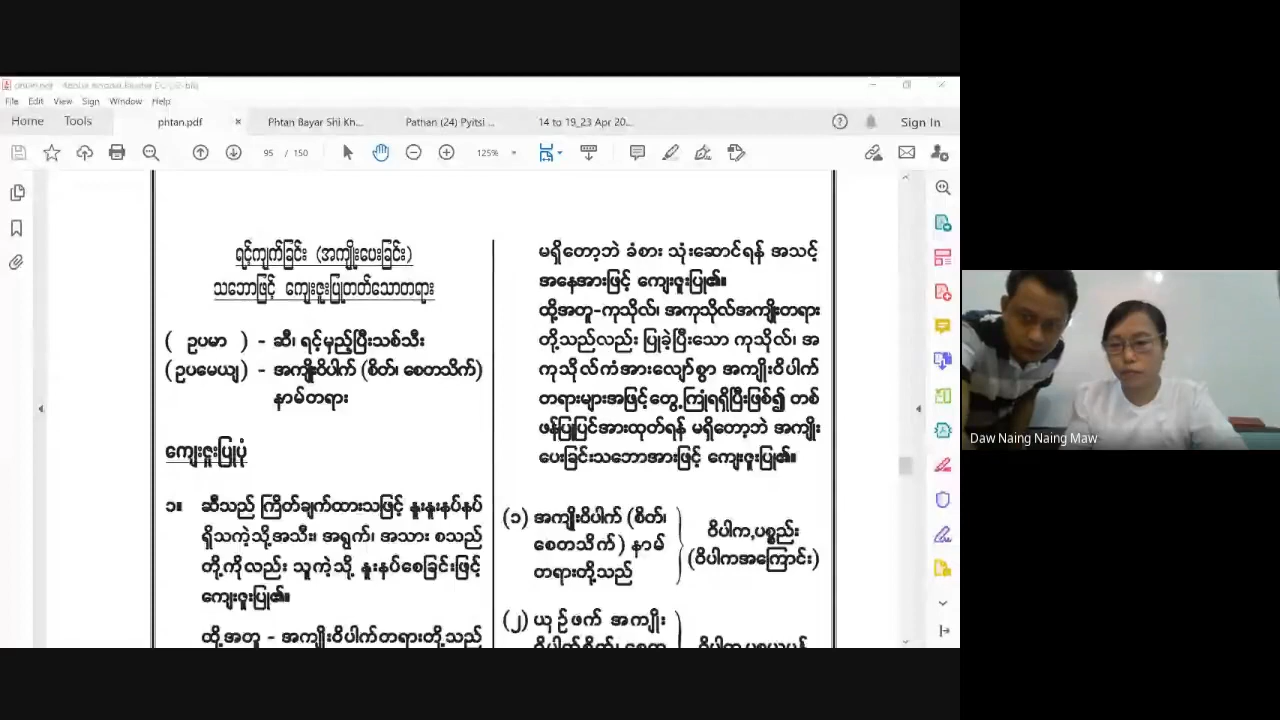 File Edit View Sign Window Help
Home Tools phtan.pdf Phtan Bayar Shi Kh... Pathan (24) Pyitsi ... 14 to 19_23 Apr 20... Sign In
95 / 150 125%
ရင့်ကျက်ခြင်း (အကျိုးပေးခြင်း)
သဘောဖြင့် ကျေးဇူးပြုတတ်သောတရား
( ဥပမာ ) - ဆီ၊ ရင့်မှည့်ပြီးသစ်သီး
(ဥပမေယျ) - အကျိုးဝိပါက် (စိတ်၊ စေတသိက်)
နာမ်တရား
ကျေးဇူးပြုပုံ
၁။ ဆီသည် ကြိတ်ချက်ထားသဖြင့် နူးနူးနပ်နပ်
ရှိသကဲ့သို့အသီး၊ အရွက်၊ အသား စသည်
တို့ကိုလည်း သူကဲ့သို့ နူးနပ်စေခြင်းဖြင့်
ကျေးဇူးပြု၏။
ထို့အတူ - အကျိုးဝိပါက်တရားတို့သည်
မရှိတော့ဘဲ ခံစား သုံးဆောင်ရန် အသင့်
အနေအားဖြင့် ကျေးဇူးပြု၏။
ထို့အတူ-ကုသိုလ်၊ အကုသိုလ်အကျိုးတရား
တို့သည်လည်း ပြုခဲ့ပြီးသော ကုသိုလ်၊ အ
ကုသိုလ်ကံအားလျော်စွာ အကျိုးဝိပါက်
တရားများအဖြင့်တွေ့ကြုံရရှိပြီးဖြစ်၍ တစ်
ဖန်ပြုပြင်အားထုတ်ရန် မရှိတော့ဘဲ အကျိုး
ပေးခြင်းသဘောအားဖြင့် ကျေးဇူးပြု၏။
(၁) အကျိုးဝိပါက် (စိတ်၊
စေတသိက်) နာမ်
တရားတို့သည်
ဝိပါက,ပစ္စည်း
(ဝိပါကအကြောင်း)
(၂) ယှဉ်ဖက် အကျိုး
Daw Naing Naing Maw